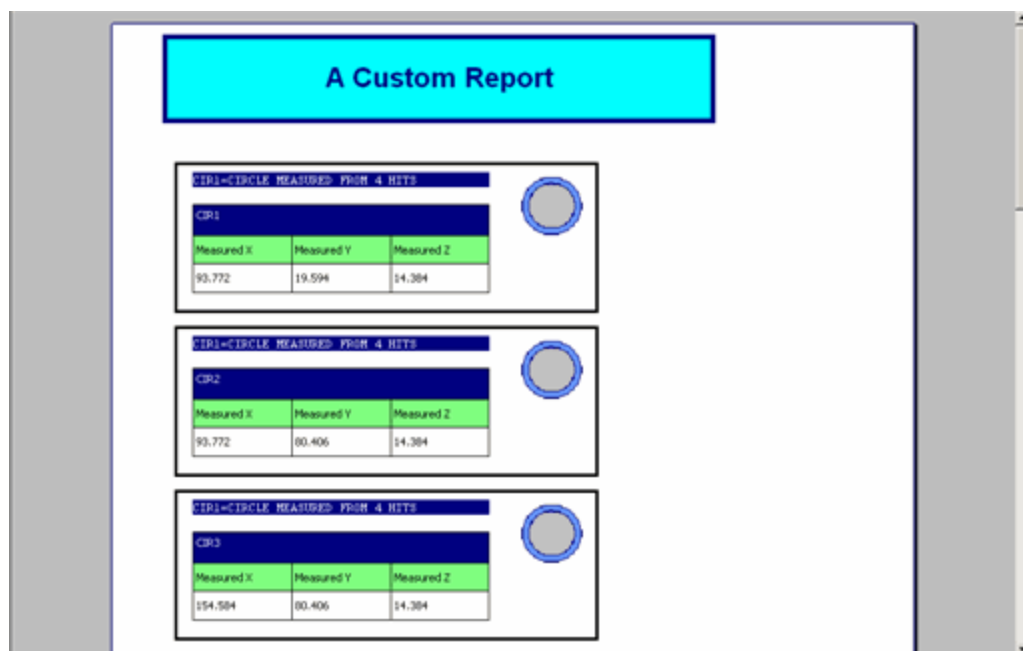 A Custom Report
CIR1=CIRCLE MEASURED FROM 4 HITS
CIR1
Measured X Measured Y Measured Z
93.772 19.594 14.384
CIR1=CIRCLE MEASURED FROM 4 HITS
CIR2
Measured X Measured Y Measured Z
93.772 80.406 14.384
CIR1=CIRCLE MEASURED FROM 4 HITS
CIR3
Measured X Measured Y Measured Z
154.584 80.406 14.384